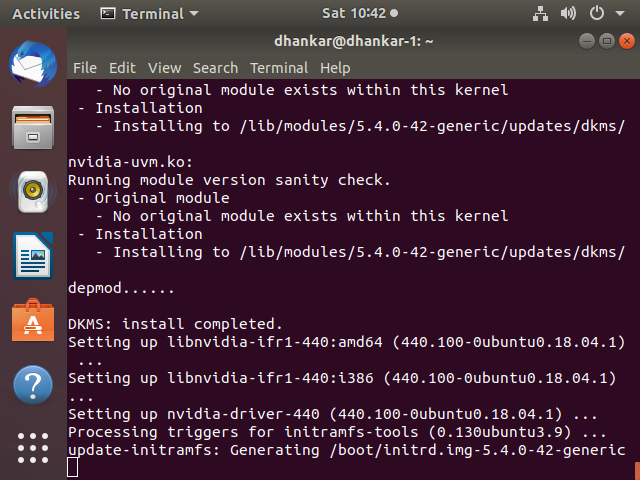 Activities Terminal Sat 10:42
dhankar@dhankar-1: ~
File Edit View Search Terminal Help
- No original module exists within this kernel
- Installation
- Installing to /lib/modules/5.4.0-42-generic/updates/dkms/
nvidia-uvm.ko:
Running module version sanity check.
- Original module
- No original module exists within this kernel
- Installation
- Installing to /lib/modules/5.4.0-42-generic/updates/dkms/
depmod......
DKMS: install completed.
Setting up libnvidia-ifr1-440:amd64 (440.100-0ubuntu0.18.04.1)
...
Setting up libnvidia-ifr1-440:i386 (440.100-0ubuntu0.18.04.1)
...
Setting up nvidia-driver-440 (440.100-0ubuntu0.18.04.1) ...
Processing triggers for initramfs-tools (0.130ubuntu3.9) ...
update-initramfs: Generating /boot/initrd.img-5.4.0-42-generic